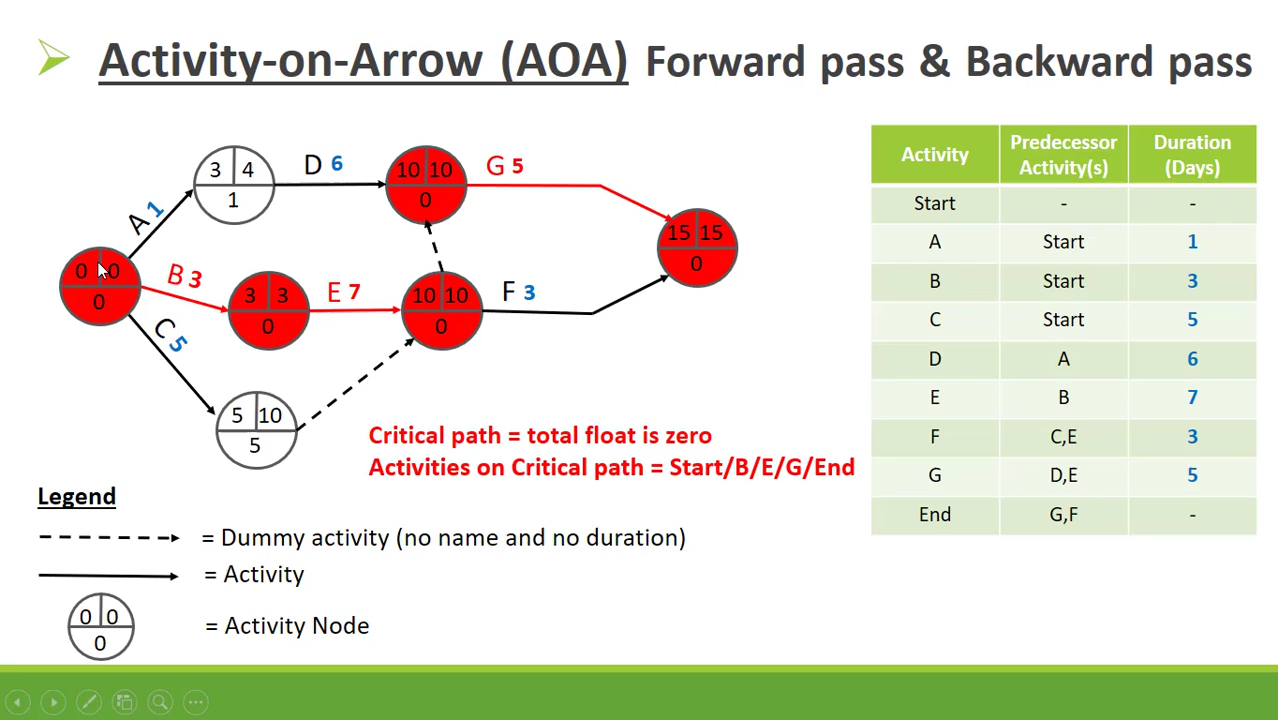 Activity-on-Arrow (AOA) Forward pass & Backward pass
3 4
1
D 6
10 10
0
G 5
A 1
15 15
0
0 0
0
B 3
3 3
0
E 7
10 10
0
F 3
C 5
5 10
5
Critical path = total float is zero
Activities on Critical path = Start/B/E/G/End
Legend
= Dummy activity (no name and no duration)
= Activity
0 0
0
= Activity Node
Activity Predecessor Activity(s) Duration (Days)
Start - -
A Start 1
B Start 3
C Start 5
D A 6
E B 7
F C,E 3
G D,E 5
End G,F -